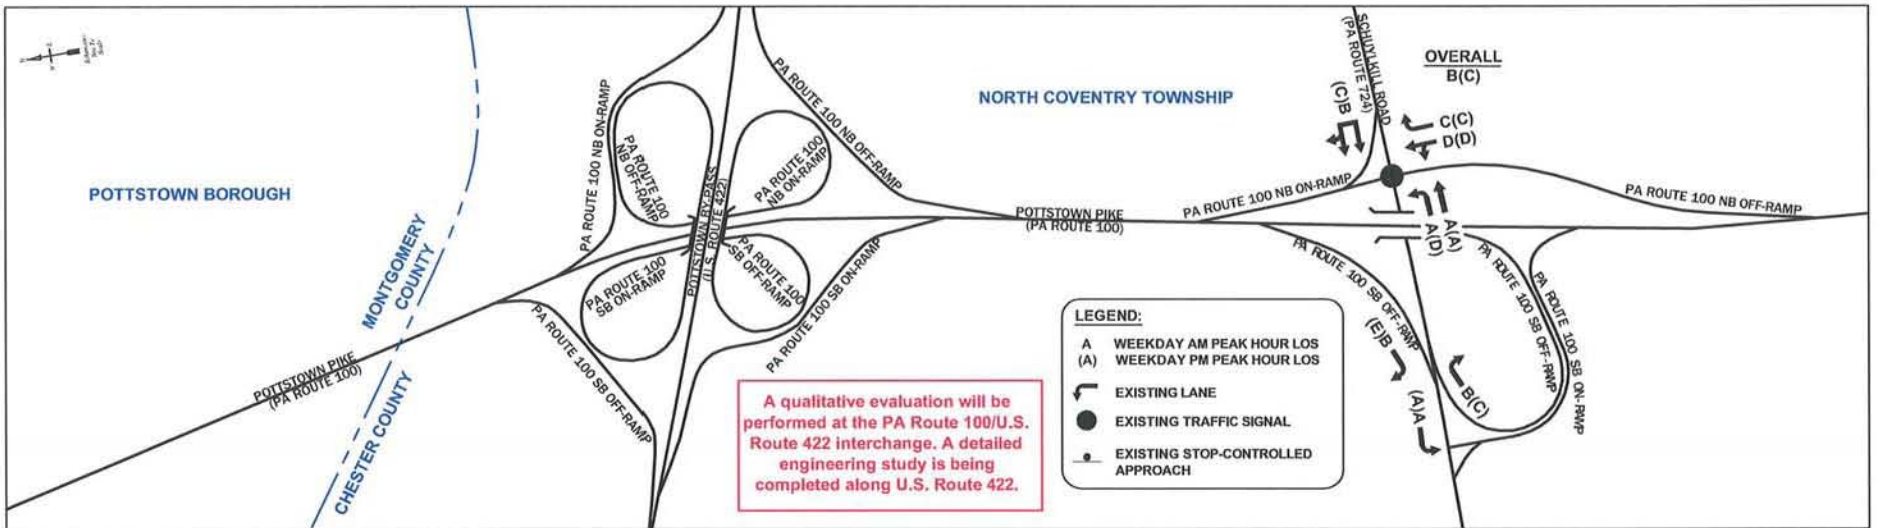 POTTSTOWN BOROUGH
MONTGOMERY
COUNTY
CHESTER COUNTY
POTTSTOWN PIKE
(PA ROUTE 100)
PA ROUTE 100 NB ON-RAMP
PA ROUTE 100
NB OFF-RAMP
POTTSTOWN BY-PASS
(U.S. ROUTE 422)
PA ROUTE 100
NB ON-RAMP
PA ROUTE 100 NB OFF-RAMP
PA ROUTE 100
SB ON-RAMP
PA ROUTE 100
SB OFF-RAMP
PA ROUTE 100 SB OFF-RAMP
PA ROUTE 100 SB ON-RAMP
NORTH COVENTRY TOWNSHIP
POTTSTOWN PIKE
(PA ROUTE 100)
PA ROUTE 100 NB ON-RAMP
SCHUYLKILL ROAD
(PA ROUTE 724)
(C)B
OVERALL
B(C)
C(C)
D(D)
A(A)
A(D)
PA ROUTE 100 NB OFF-RAMP
PA ROUTE 100 SB OFF-RAMP
(E)B
(A)A
B(C)
PA ROUTE 100 SB OFF-RAMP
PA ROUTE 100 SB ON-RAMP
A qualitative evaluation will be
performed at the PA Route 100/U.S.
Route 422 interchange. A detailed
engineering study is being
completed along U.S. Route 422.
LEGEND:
A WEEKDAY AM PEAK HOUR LOS
(A) WEEKDAY PM PEAK HOUR LOS
EXISTING LANE
EXISTING TRAFFIC SIGNAL
EXISTING STOP-CONTROLLED
APPROACH